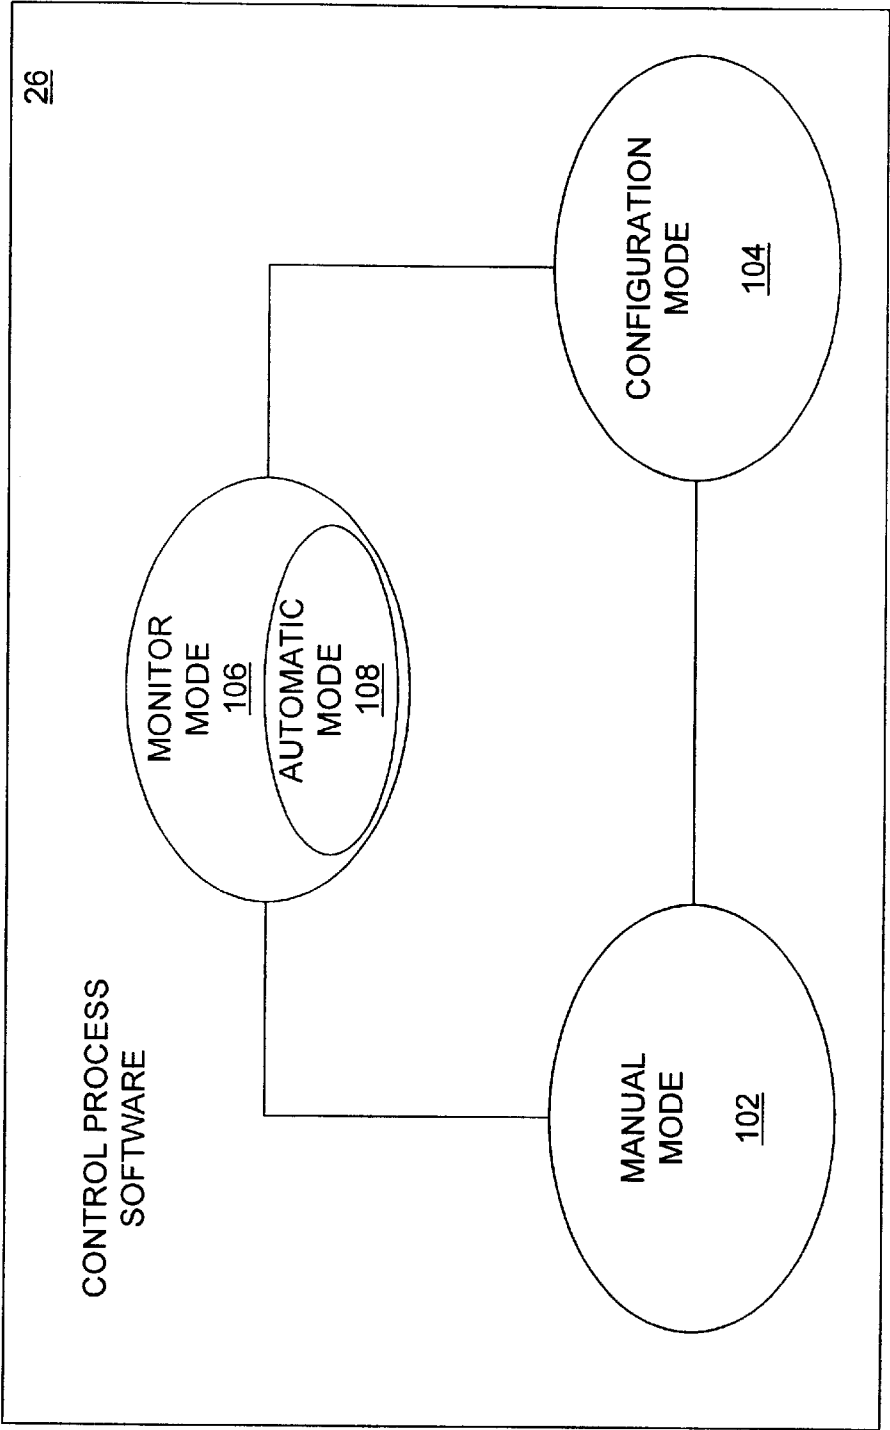 CONTROL PROCESS
SOFTWARE
26
MONITOR
MODE
106
AUTOMATIC
MODE
108
MANUAL
MODE
102
CONFIGURATION
MODE
104